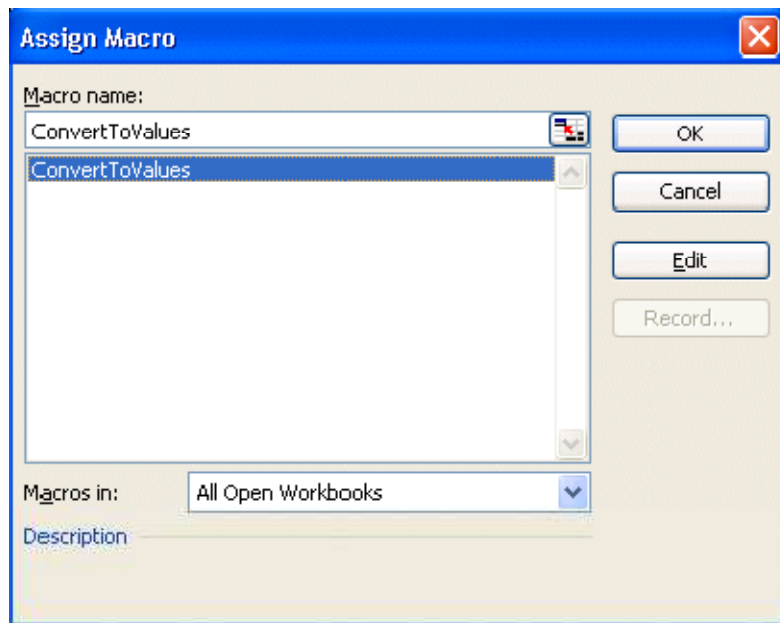 Assign Macro
Macro name:
ConvertToValues
ConvertToValues
OK
Cancel
Edit
Record...
Macros in:
All Open Workbooks
Description